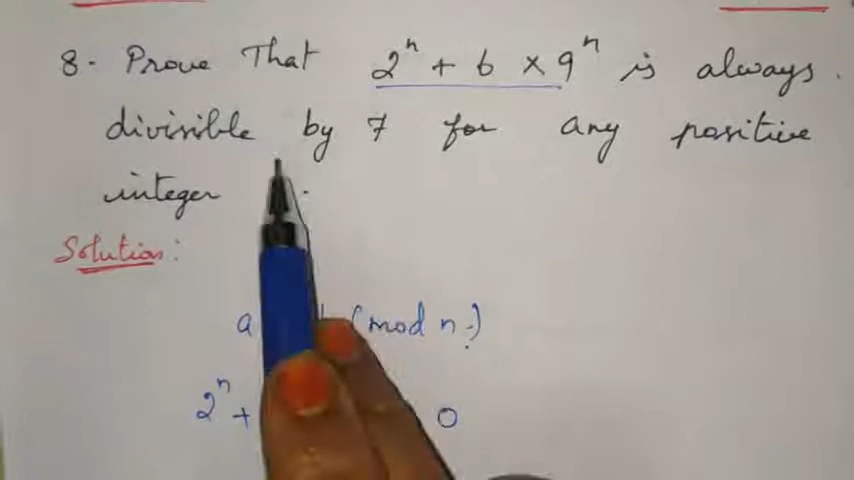 8. Prove That 2ⁿ + 6 × 9ⁿ is always
divisible by 7 for any positive
integer .
Solution:
a (mod n.)
2ⁿ + 0